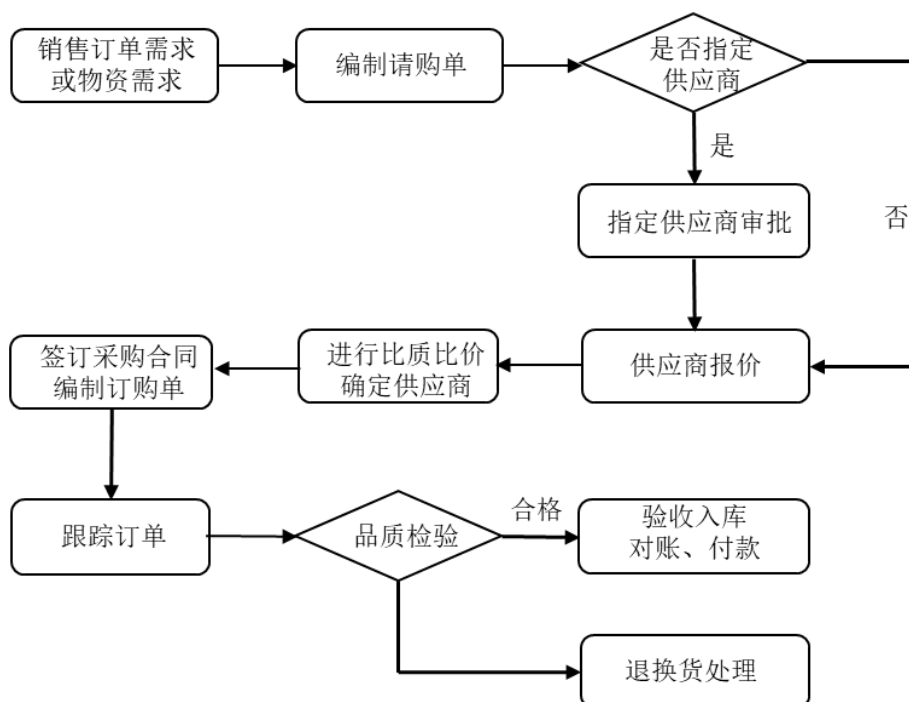 销售订单需求
或物资需求
编制请购单
是否指定
供应商
是
指定供应商审批
否
签订采购合同
编制订购单
进行比质比价
确定供应商
供应商报价
跟踪订单
品质检验
合格
验收入库
对账、付款
退换货处理